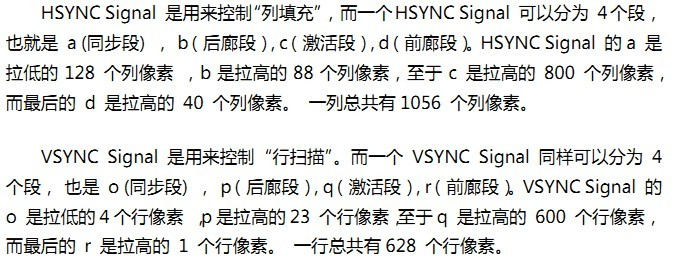 HSYNC Signal 是用来控制“列填充”，而一个HSYNC Signal 可以分为 4个段，
也就是 a (同步段) ，b ( 后廊段 ) , c ( 激活段 ) , d ( 前廊段 )。HSYNC Signal 的 a 是
拉低的 128 个列像素 ，b 是拉高的 88 个列像素，至于 c 是拉高的 800 个列像素，
而最后的 d 是拉高的 40 个列像素。 一列总共有1056 个列像素。
VSYNC Signal 是用来控制 “行扫描”。而一个 VSYNC Signal 同样可以分为 4
个段， 也是 o (同步段) ， p ( 后廊段 ) , q ( 激活段 ) , r ( 前廊段 )。VSYNC Signal 的
o 是拉低的 4 个行像素 ,p 是拉高的 23 个行像素 ,至于 q 是拉高的 600 个行像素，
而最后的 r 是拉高的 1 个行像素。 一行总共有 628 个行像素。